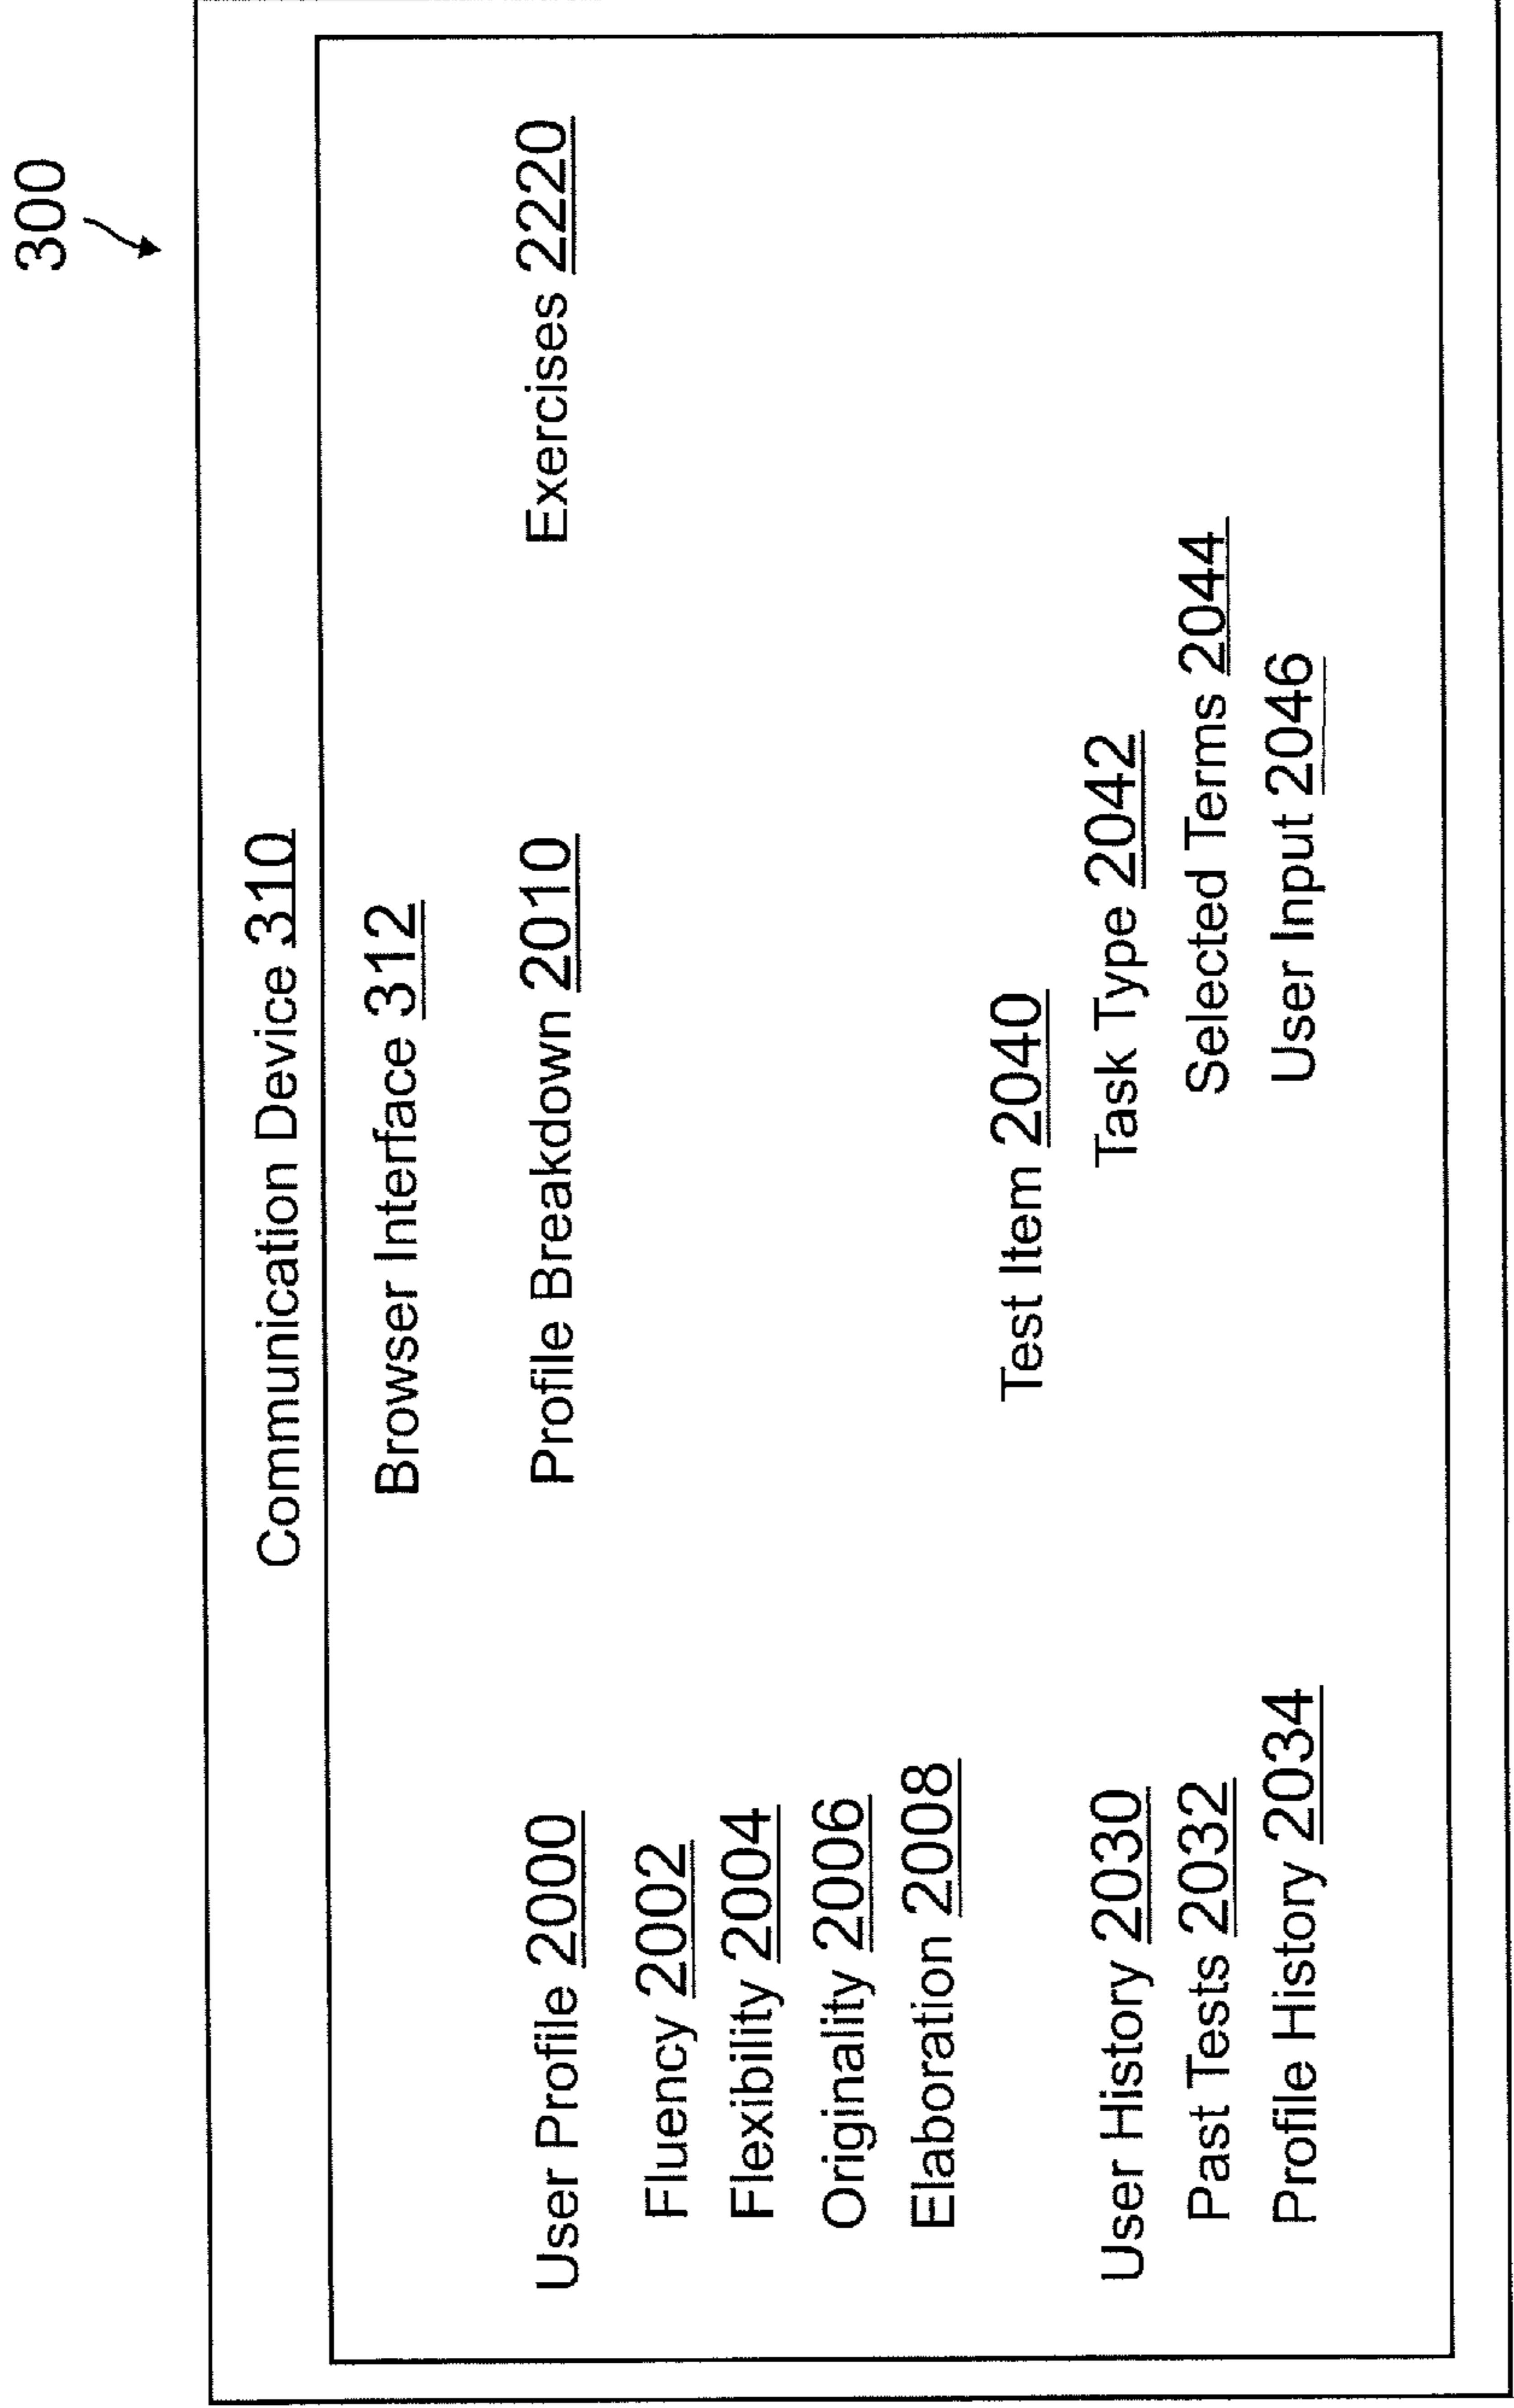 300
Communication Device 310
Browser Interface 312
User Profile 2000
Profile Breakdown 2010
Exercises 2220
Fluency 2002
Flexibility 2004
Originality 2006
Elaboration 2008
Test Item 2040
User History 2030
Task Type 2042
Past Tests 2032
Selected Terms 2044
Profile History 2034
User Input 2046